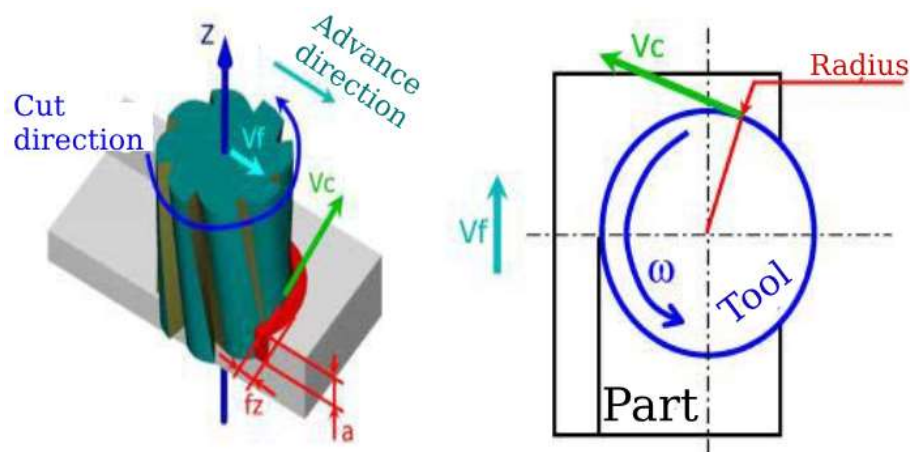 Z
Advance
direction
Cut
direction
Vf
Vc
fz
a
Vc
Radius
Vf
ω
Tool
Part